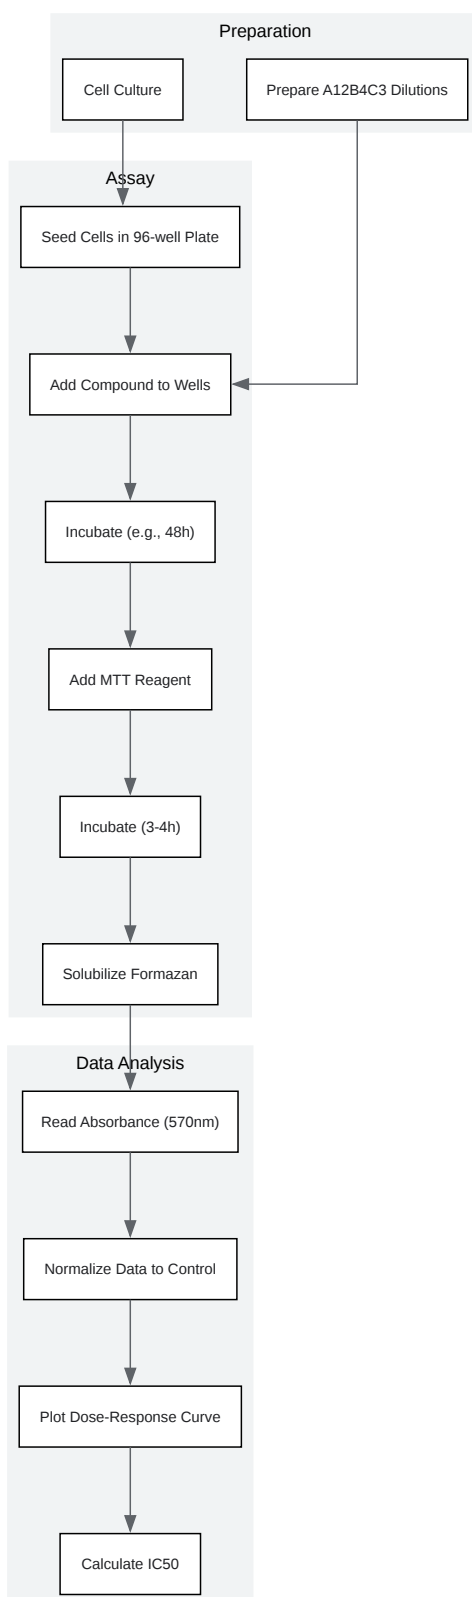 Preparation
Cell Culture
Prepare A12B4C3 Dilutions
Assay
Seed Cells in 96-well Plate
Add Compound to Wells
Incubate (e.g., 48h)
Add MTT Reagent
Incubate (3-4h)
Solubilize Formazan
Data Analysis
Read Absorbance (570nm)
Normalize Data to Control
Plot Dose-Response Curve
Calculate IC50